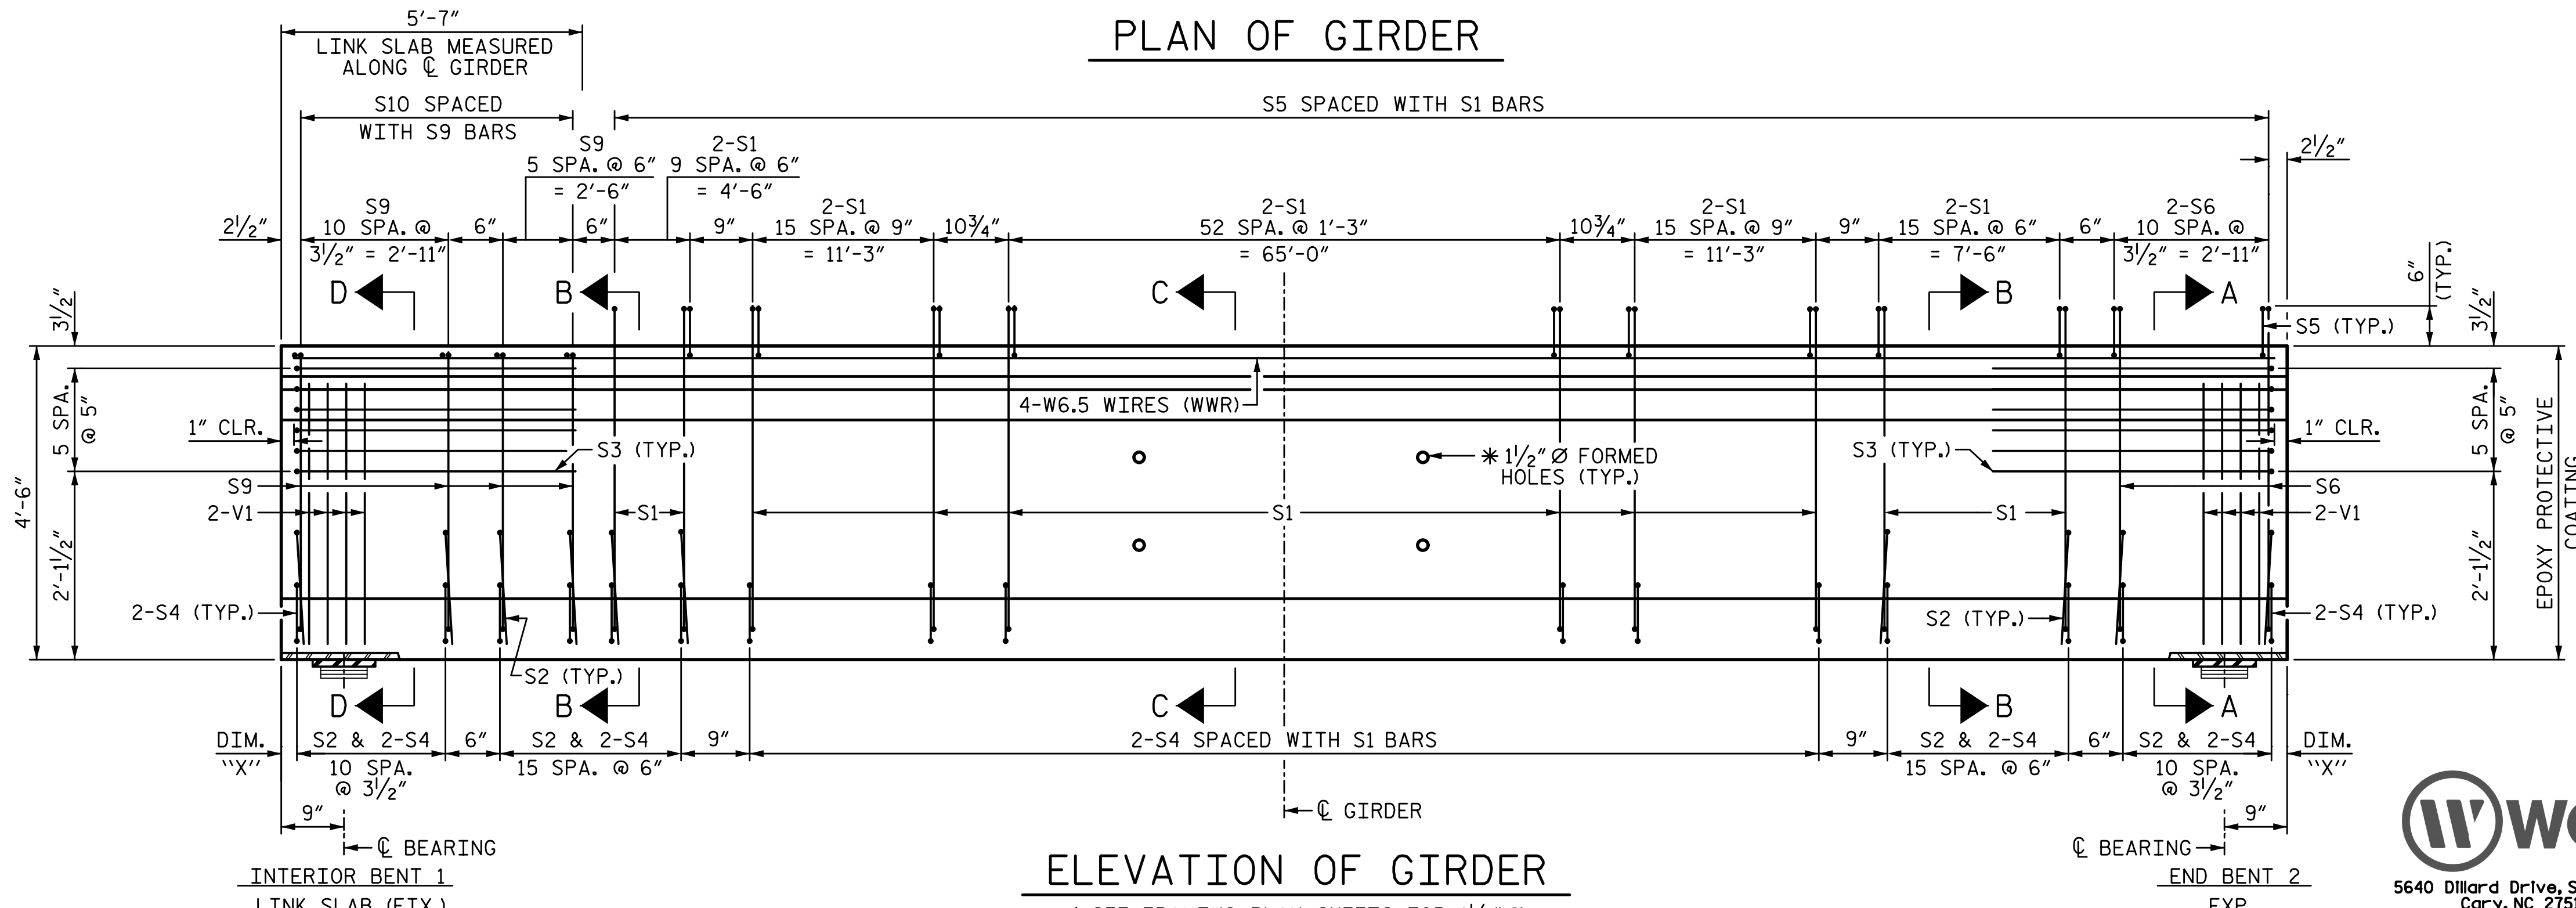 PLAN OF GIRDER
5'-7"
LINK SLAB MEASURED
ALONG ℄ GIRDER
S10 SPACED
WITH S9 BARS
S5 SPACED WITH S1 BARS
S9
5 SPA. @ 6"
= 2'-6"
2-S1
9 SPA. @ 6"
= 4'-6"
2½"
2½"
S9
10 SPA. @
3½" = 2'-11"
6"
6"
9"
2-S1
15 SPA. @ 9"
= 11'-3"
10¾"
2-S1
52 SPA. @ 1'-3"
= 65'-0"
10¾"
2-S1
15 SPA. @ 9"
= 11'-3"
9"
2-S1
15 SPA. @ 6"
= 7'-6"
6"
2-S6
10 SPA. @
3½" = 2'-11"
6"
(TYP.)
D
B
C
B
A
3½"
3½"
S5 (TYP.)
4-W6.5 WIRES (WWR)
5 SPA.
@ 5"
1" CLR.
S3 (TYP.)
✳ 1½" Ø FORMED
HOLES (TYP.)
S3 (TYP.)
1" CLR.
5 SPA.
@ 5"
S9
S6
2-V1
S1
S1
S1
2-V1
4'-6"
2'-1½"
2'-1½"
EPOXY PROTECTIVE
COATING
2-S4 (TYP.)
S2 (TYP.)
S2 (TYP.)
2-S4 (TYP.)
D
B
C
B
A
DIM.
"X"
S2 & 2-S4
10 SPA.
@ 3½"
6"
S2 & 2-S4
15 SPA. @ 6"
9"
2-S4 SPACED WITH S1 BARS
9"
S2 & 2-S4
15 SPA. @ 6"
6"
S2 & 2-S4
10 SPA.
@ 3½"
DIM.
"X"
9"
℄ GIRDER
9"
℄ BEARING
℄ BEARING
INTERIOR BENT 1
LINK SLAB (FIX.)
ELEVATION OF GIRDER
END BENT 2
EXP.
W
5640 Dillard Drive,
Cary, NC